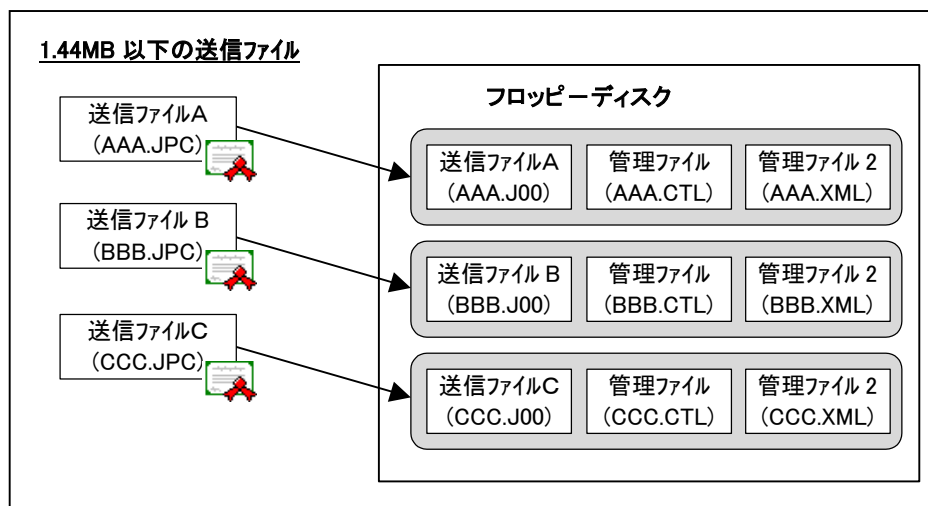 1.44MB 以下の送信ファイル
フロッピーディスク
送信ファイルA
(AAA.JPC)
送信ファイル B
(BBB.JPC)
送信ファイルC
(CCC.JPC)
送信ファイルA
(AAA.J00)
管理ファイル
(AAA.CTL)
管理ファイル 2
(AAA.XML)
送信ファイル B
(BBB.J00)
管理ファイル
(BBB.CTL)
管理ファイル 2
(BBB.XML)
送信ファイルC
(CCC.J00)
管理ファイル
(CCC.CTL)
管理ファイル 2
(CCC.XML)